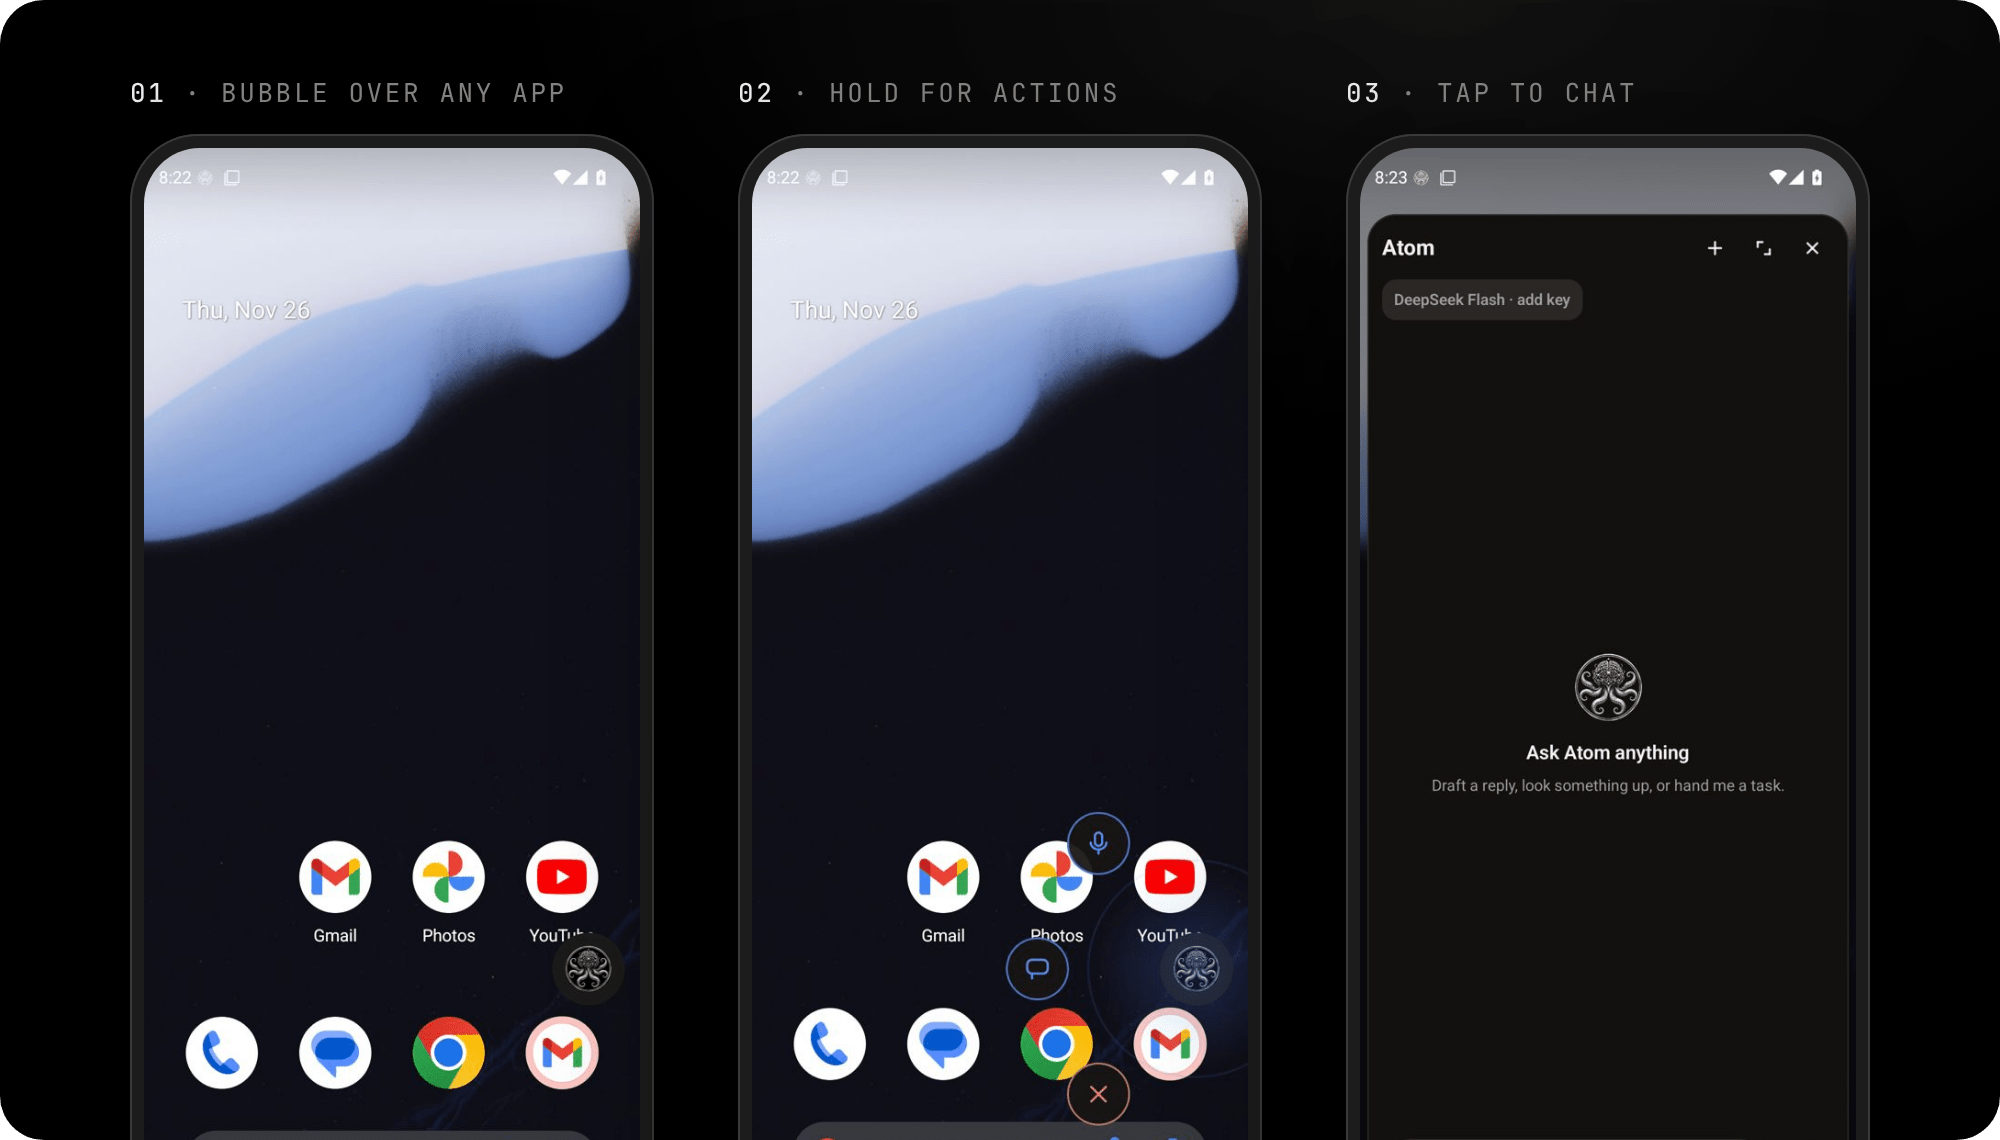 01 · BUBBLE OVER ANY APP
8:22
Thu, Nov 26
Gmail Photos YouTube
02 · HOLD FOR ACTIONS
8:22
Thu, Nov 26
Gmail Photos YouTube
03 · TAP TO CHAT
8:23
Atom
DeepSeek Flash · add key
Ask Atom anything
Draft a reply, look something up, or hand me a task.